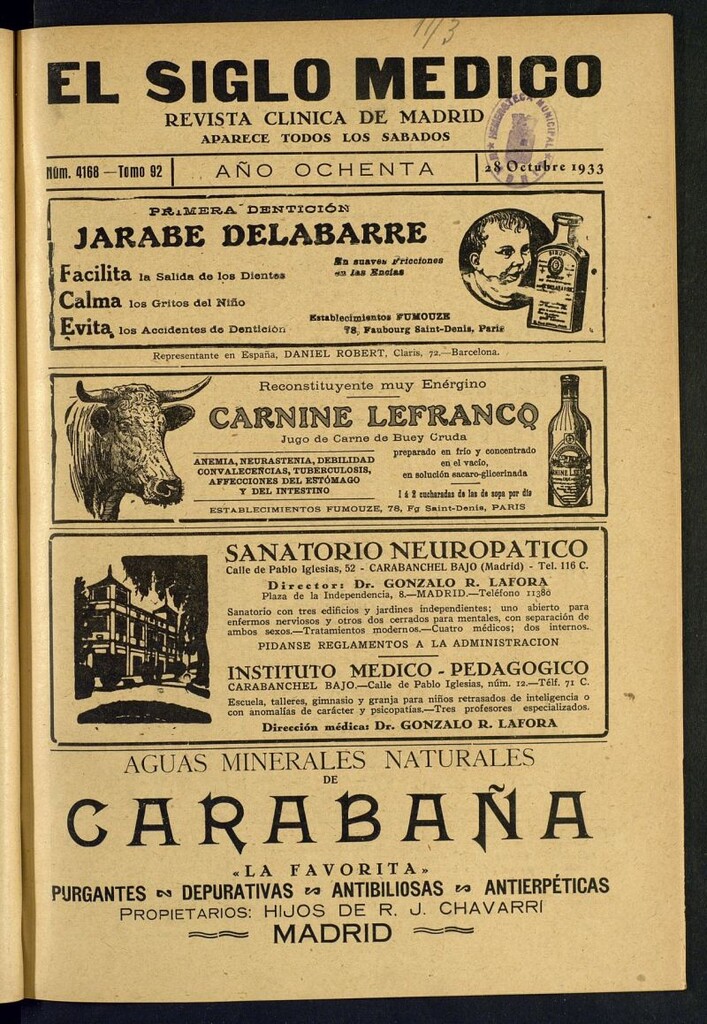 11/3
EL SIGLO MEDICO
REVISTA CLINICA DE MADRID
APARECE TODOS LOS SABADOS
HEMEROTECA MUNICIPAL
Núm. 4168 — Tomo 92
AÑO OCHENTA
28 Octubre 1933
PRIMERA DENTICIÓN
JARABE DELABARRE
Facilita la Salida de los Dientes
Calma los Gritos del Niño
Evita los Accidentes de Dentición
En suaves Fricciones
en las Encías
Establecimientos FUMOUZE
78, Faubourg Saint-Denis, Paris
SIROP
DELABARRE
Representante en España, DANIEL ROBERT, Claris, 72.—Barcelona.
Reconstituyente muy Enérgino
CARNINE LEFRANCQ
Jugo de Carne de Buey Cruda
ANEMIA, NEURASTENIA, DEBILIDAD
CONVALECENCIAS, TUBERCULOSIS,
AFFECCIONES DEL ESTÓMAGO
Y DEL INTESTINO
preparado en frío y concentrado
en el vacío,
en solución sacaro-glicerinada
1 á 2 cucharadas de las de sopa por día
ESTABLECIMIENTOS FUMOUZE, 78, Fg Saint-Denis, PARIS
SANATORIO NEUROPATICO
Calle de Pablo Iglesias, 52 - CARABANCHEL BAJO (Madrid) - Tel. 116 C.
Director: Dr. GONZALO R. LAFORA
Plaza de la Independencia, 8.—MADRID.—Teléfono 11380
Sanatorio con tres edificios y jardines independientes; uno abierto para
enfermos nerviosos y otros dos cerrados para mentales, con separación de
ambos sexos.—Tratamientos modernos.—Cuatro médicos; dos internos.
PIDANSE REGLAMENTOS A LA ADMINISTRACION
INSTITUTO MEDICO - PEDAGOGICO
CARABANCHEL BAJO.—Calle de Pablo Iglesias, núm. 12.—Télf. 71 C.
Escuela, talleres, gimnasio y granja para niños retrasados de inteligencia o
con anomalías de carácter y psicopatías.—Tres profesores especializados.
Dirección médica: Dr. GONZALO R. LAFORA
AGUAS MINERALES NATURALES
DE
CARABAÑA
«LA FAVORITA»
PURGANTES ~ DEPURATIVAS ~ ANTIBILIOSAS ~ ANTIERPÉTICAS
PROPIETARIOS: HIJOS DE R. J. CHAVARRI
MADRID